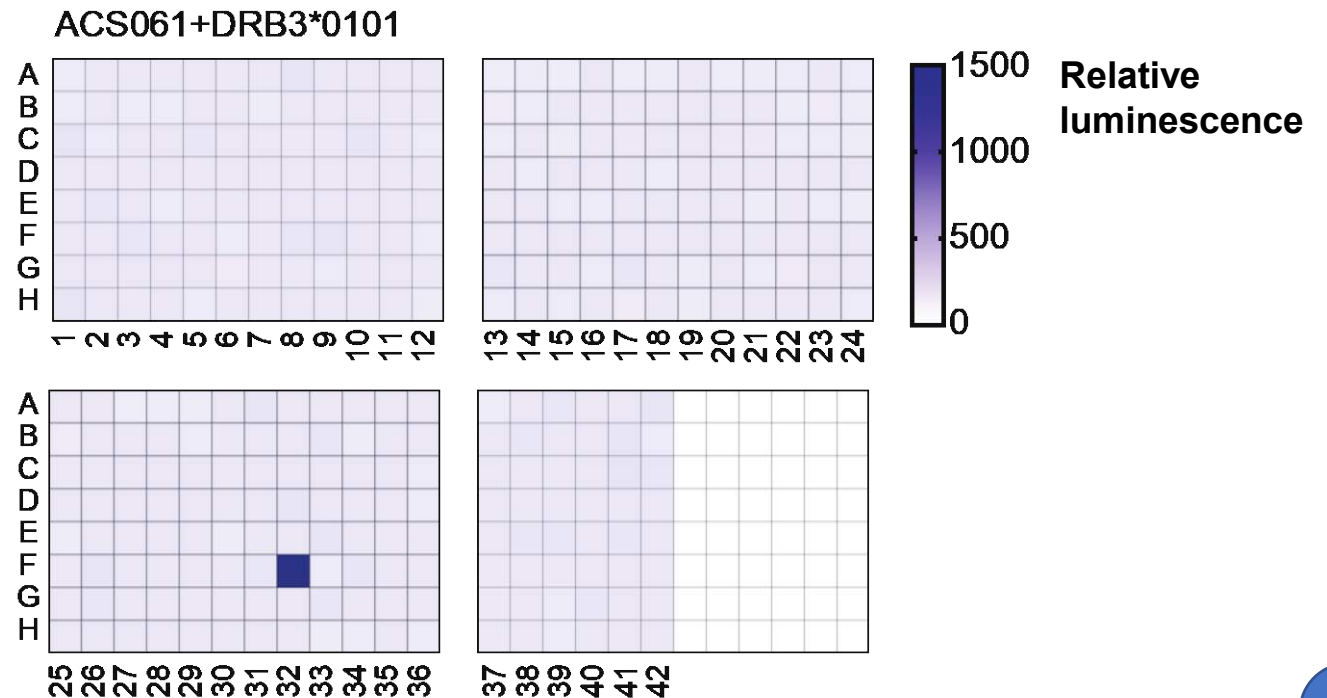 ACS061+DRB3*0101
A
B
C
D
E
F
G
H
1 2 3 4 5 6 7 8 9 10 11 12
13 14 15 16 17 18 19 20 21 22 23 24
1500
1000
500
0
Relative
luminescence
A
B
C
D
E
F
G
H
25 26 27 28 29 30 31 32 33 34 35 36
37 38 39 40 41 42